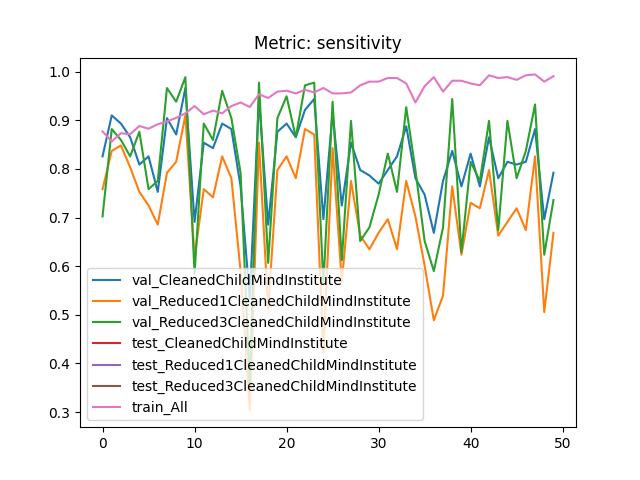 Metric: sensitivity
1.0
0.9
0.8
0.7
0.6
0.5
0.4
0.3
val_CleanedChildMindInstitute
val_Reduced1CleanedChildMindInstitute
val_Reduced3CleanedChildMindInstitute
test_CleanedChildMindInstitute
test_Reduced1CleanedChildMindInstitute
test_Reduced3CleanedChildMindInstitute
train_All
0 10 20 30 40 50